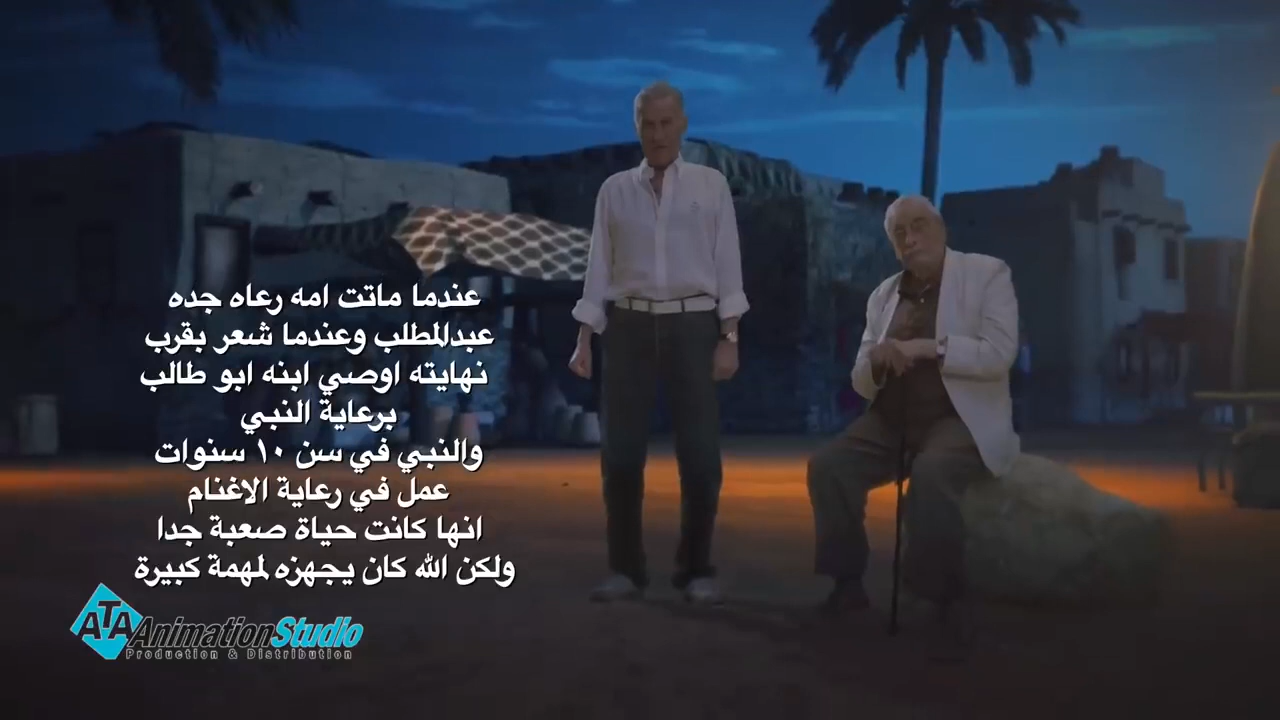 عندما ماتت امه رعاه جده
عبدالمطلب وعندما شعر بقرب
نهايته اوصي ابنه ابو طالب
برعاية النبي
والنبي في سن ١٠ سنوات
عمل في رعاية الاغنام
انها كانت حياة صعبة جدا
ولكن الله كان يجهزه لمهمة كبيرة
ATA AnimationStudio
Production & Distribution